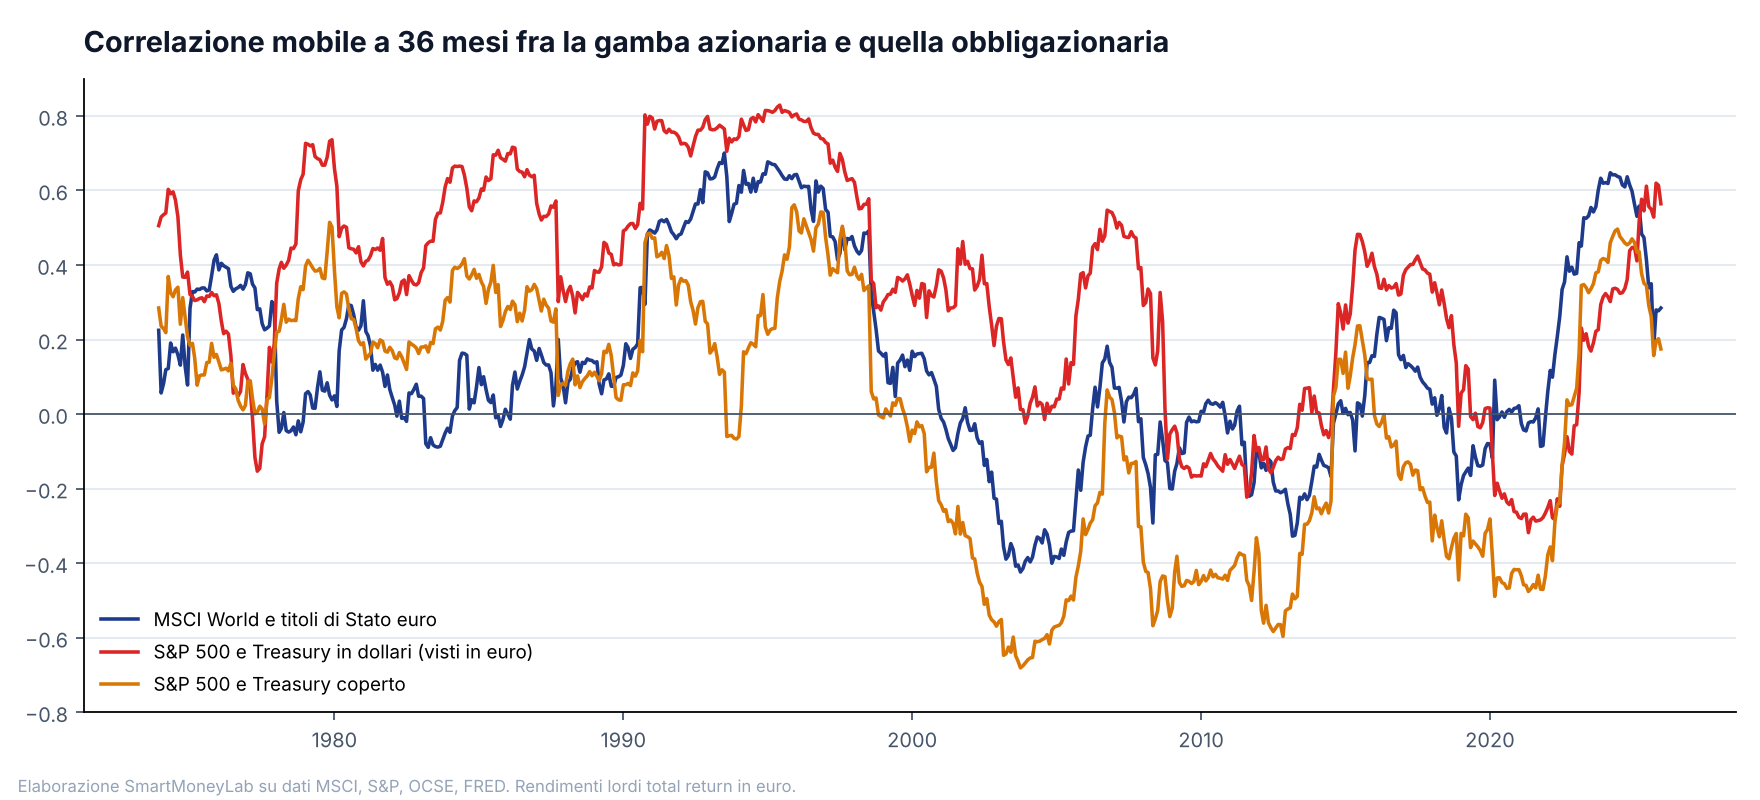 Correlazione mobile a 36 mesi fra la gamba azionaria e quella obbligazionaria
0.8
0.6
0.4
0.2
0.0
−0.2
−0.4
−0.6
−0.8
MSCI World e titoli di Stato euro
S&P 500 e Treasury in dollari (visti in euro)
S&P 500 e Treasury coperto
1980 1990 2000 2010 2020
Elaborazione SmartMoneyLab su dati MSCI, S&P, OCSE, FRED. Rendimenti lordi total return in euro.